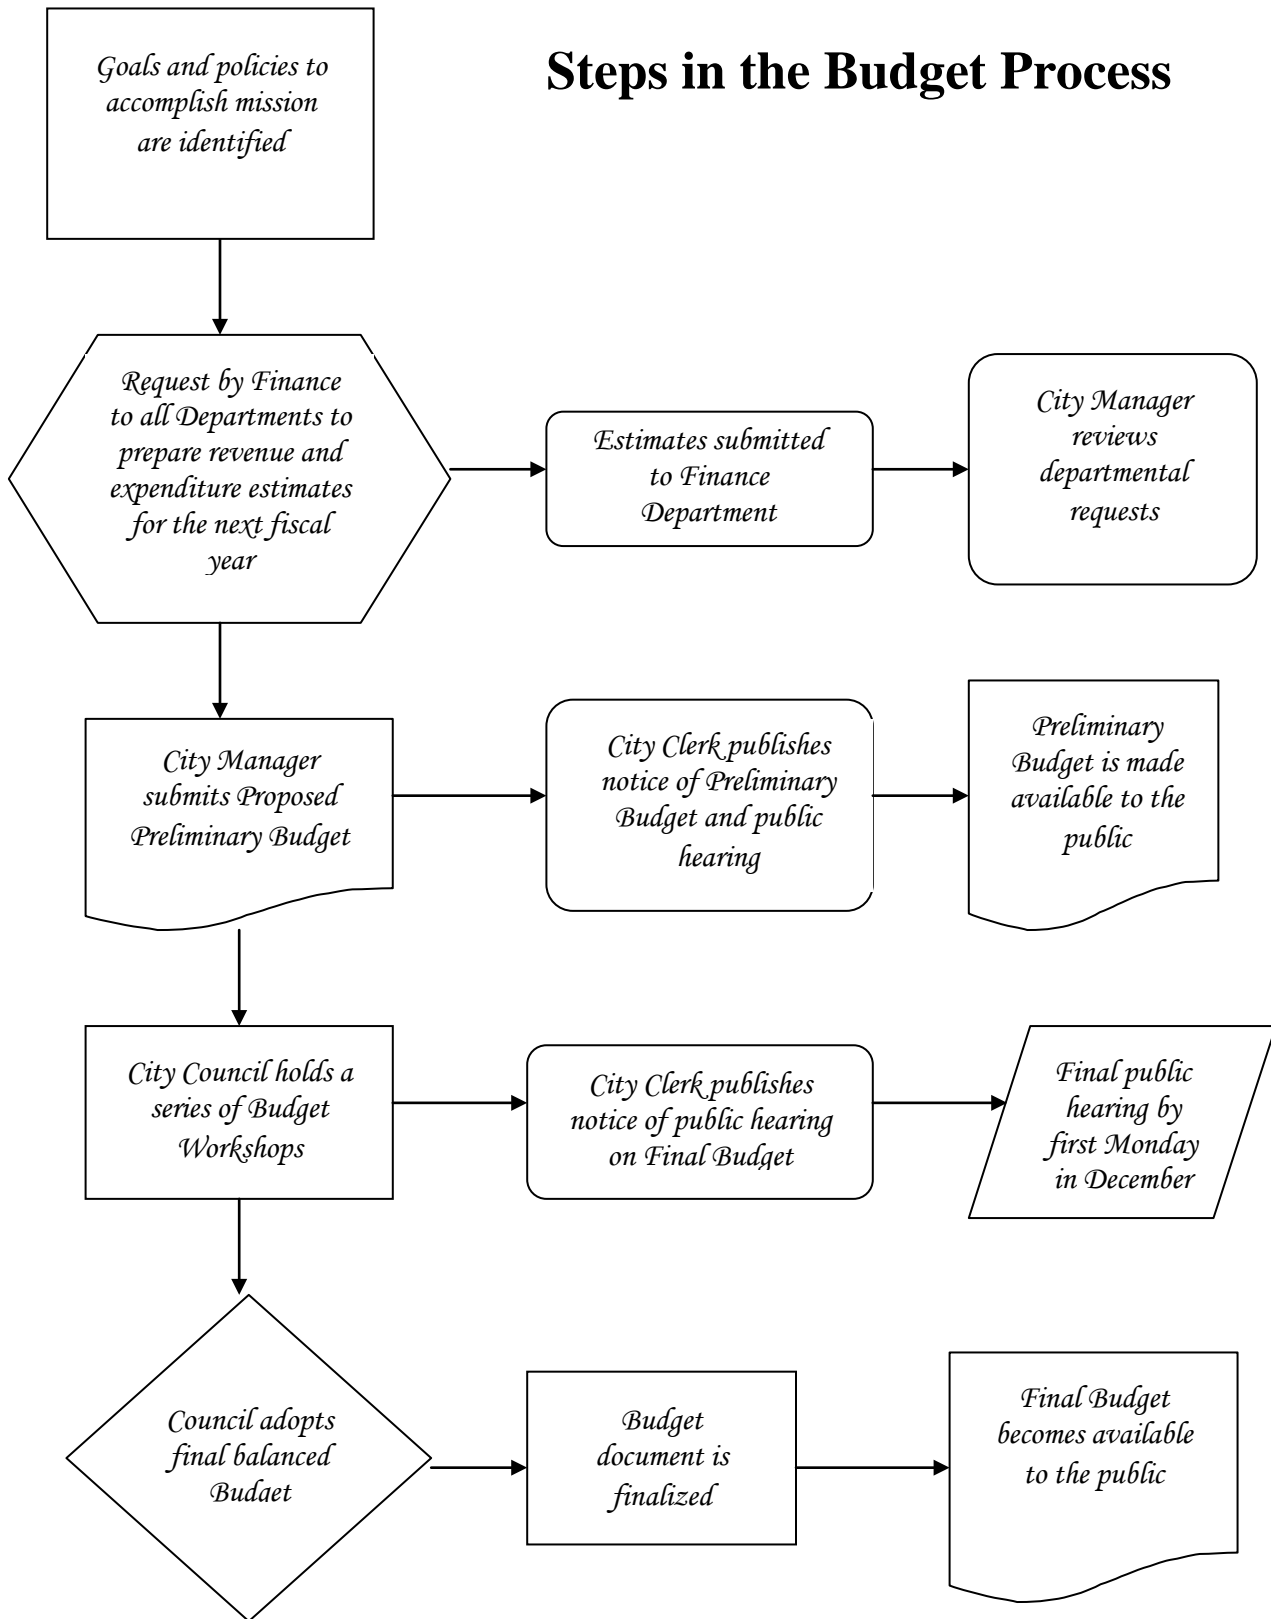 Steps in the Budget Process
Goals and policies to
accomplish mission
are identified
Request by Finance
to all Departments to
prepare revenue and
expenditure estimates
for the next fiscal
year
Estimates submitted
to Finance
Department
City Manager
reviews
departmental
requests
City Manager
submits Proposed
Preliminary Budget
City Clerk publishes
notice of Preliminary
Budget and public
hearing
Preliminary
Budget is made
available to the
public
City Council holds a
series of Budget
Workshops
City Clerk publishes
notice of public hearing
on Final Budget
Final public
hearing by
first Monday
in December
Council adopts
final balanced
Budget
Budget
document is
finalized
Final Budget
becomes available
to the public